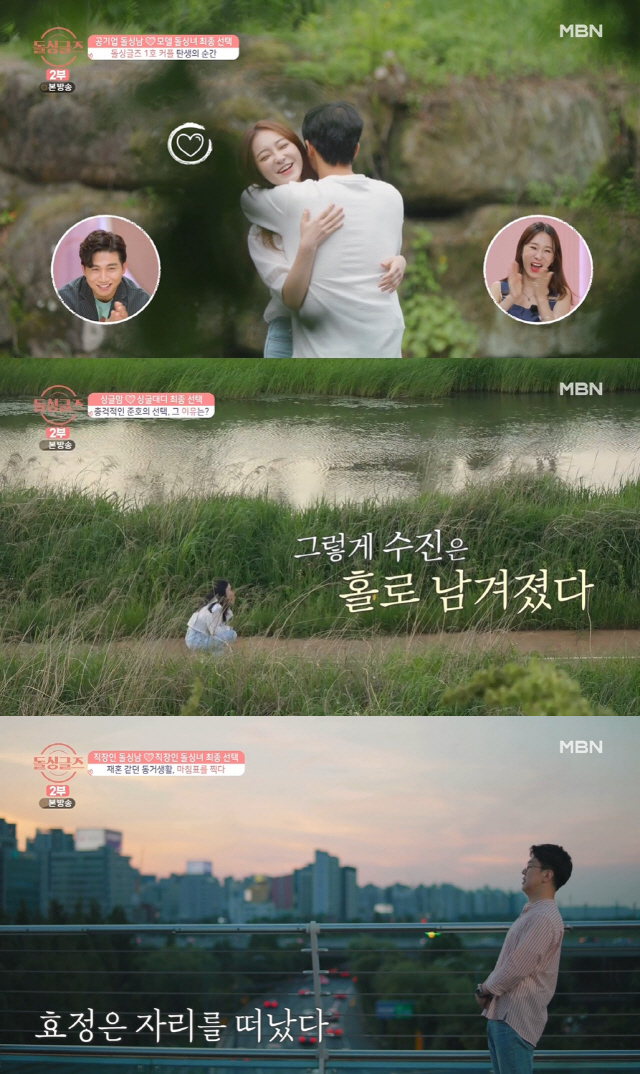 돌싱글즈
2부
본방송
공기업 돌싱남 ♡ 모델 돌싱녀 최종 선택
돌싱글즈 1호 커플 탄생의 순간
MBN
돌싱글즈
2부
본방송
싱글맘 ♡ 싱글대디 최종 선택
충격적인 준호의 선택, 그 이유는?
MBN
그렇게 수진은
홀로 남겨졌다
돌싱글즈
2부
본방송
직장인 돌싱남 ♡ 직장인 돌싱녀 최종 선택
재혼 같던 동거생활, 마침표를 찍다
MBN
효정은 자리를 떠났다